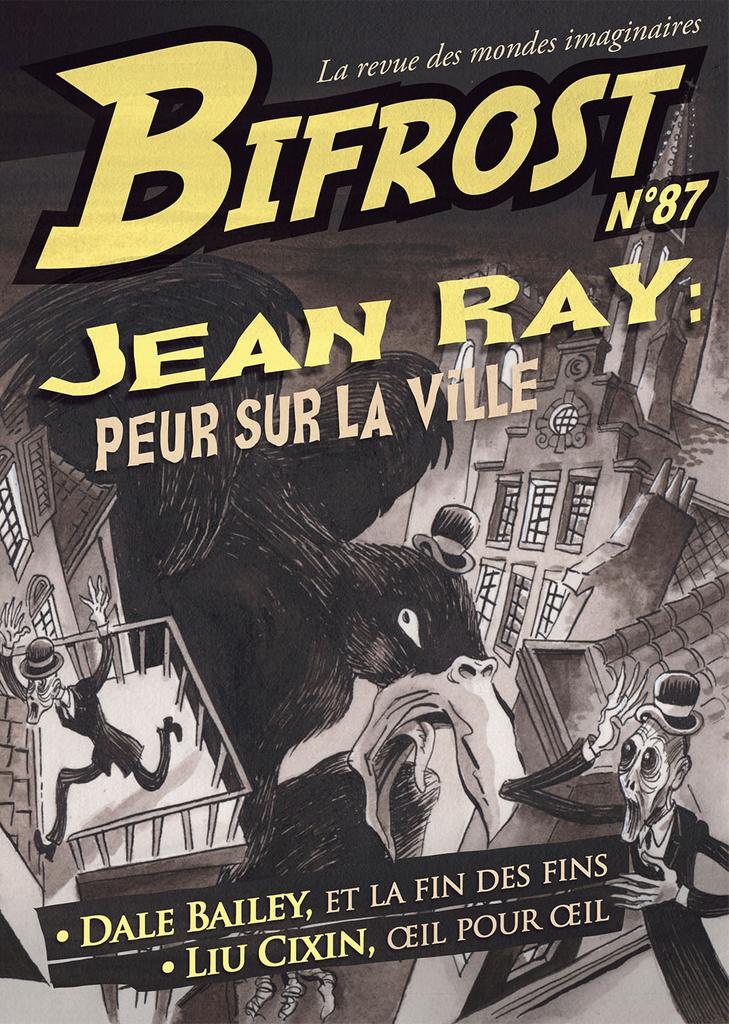 La revue des mondes imaginaires
BIFROST
N°87
JEAN RAY:
PEUR SUR LA VILLE
• DALE BAILEY, ET LA FIN DES FINS
• LIU CIXIN, ŒIL POUR ŒIL